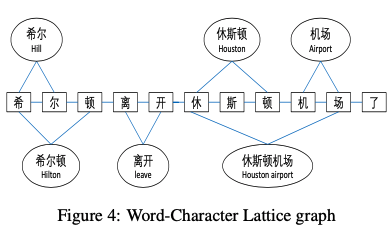 希尔
Hill
休斯顿
Houston
机场
Airport
希 尔 顿 离 开 休 斯 顿 机 场 了
希尔顿
Hilton
离开
leave
休斯顿机场
Houston airport
Figure 4: Word-Character Lattice graph